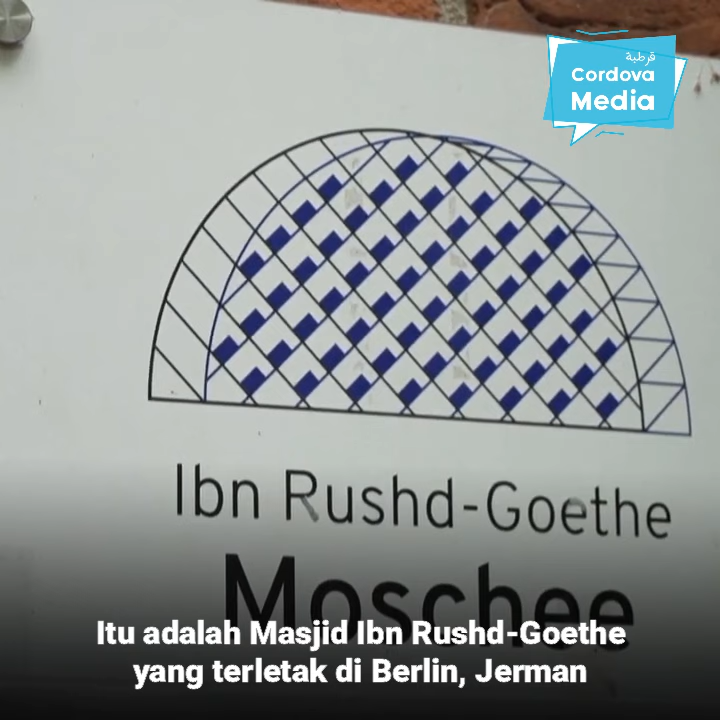 قرطبة
Cordova
Media
Ibn Rushd-Goethe
Moschee
Itu adalah Masjid Ibn Rushd-Goethe
yang terletak di Berlin, Jerman